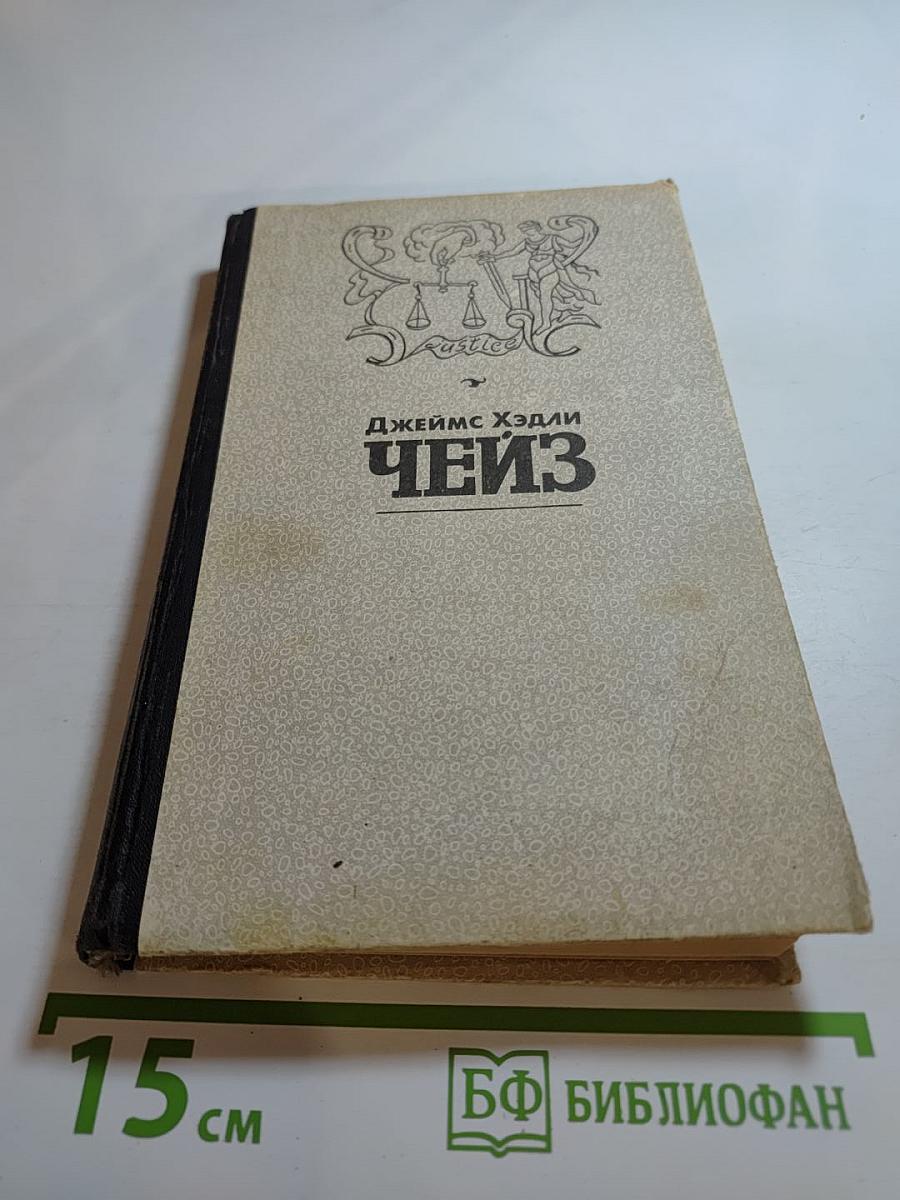 Justice
Джеймс Хэдли
ЧЕЙЗ
15 см
БФ БИБЛИОФАН